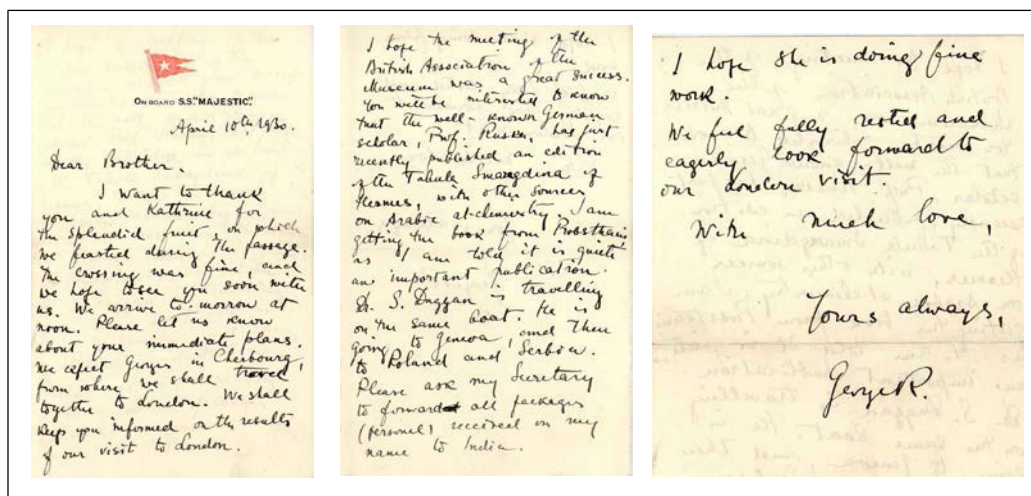 ON BOARD S.S."MAJESTIC."
April 10th, 1930.
Dear Brother.
I want to thank
you and Kathrine for
the splendid fruit, on which
we feasted during the passage.
The crossing was fine, and
we hope to see you soon with
us. We arrive to-morrow at
noon. Please let us know
about your immediate plans.
We expect Georges in Cherbourg,
from where we shall travel
together to London. We shall
keep you informed on the results
of our visit to London.
I hope the meeting of the
British Association of the
Museum was a great success.
You will be interested to know
that the well-known German
scholar, Prof. Ruska, has just
recently published an edition
of the Tabula Smaragdina of
Hermes, with other sources
on Arabic alchemistry. I am
getting the book from Probsthain
as I am told it is quite
an important publication.
Dr. S. Duggan is travelling
on the same boat. He is
going to Geneva, and then
to Poland and Serbia.
Please ask my Secretary
to forward all packages
(personal) received on my
name to India.
I hope she is doing fine
work.
We feel fully rested and
eagerly look forward to
our London visit.
With much love,
Yours always,
George R.